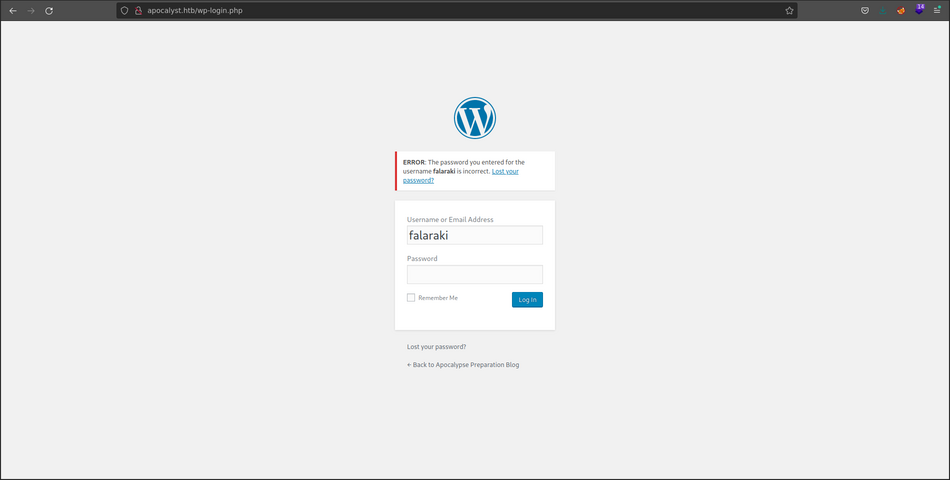 apocalyst.htb/wp-login.php
14
W
ERROR: The password you entered for the
username falaraki is incorrect. Lost your
password?
Username or Email Address
falaraki
Password
Remember Me
Log In
Lost your password?
← Back to Apocalypse Preparation Blog